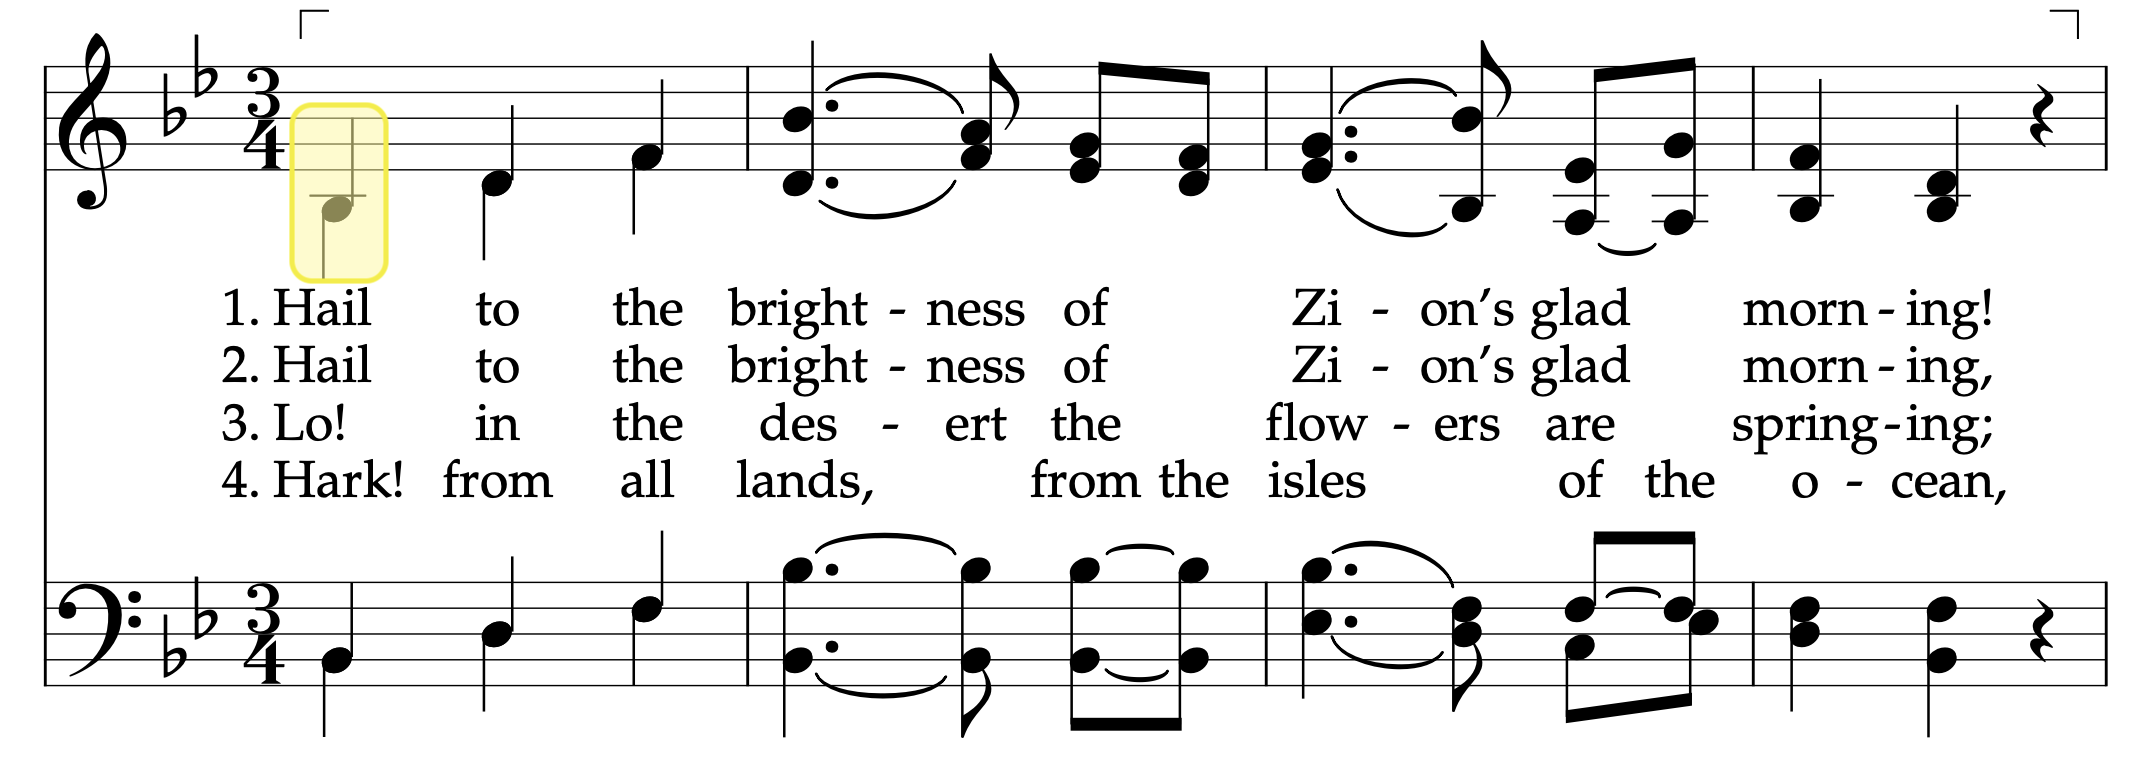 3
4
1. Hail to the bright - ness of Zi - on’s glad morn - ing!
2. Hail to the bright - ness of Zi - on’s glad morn - ing,
3. Lo! in the des - ert the flow - ers are spring - ing;
4. Hark! from all lands, from the isles of the o - cean,
3
4